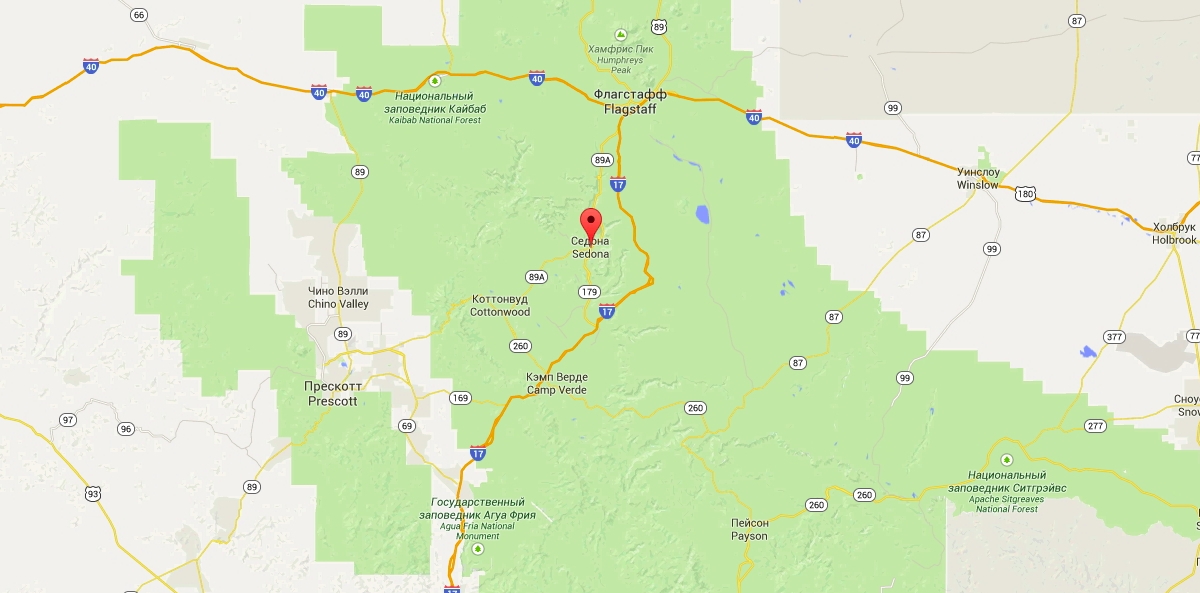 66
89
87
Хамфрис Пик
Humphreys
Peak
40
40
40
40
Национальный
заповедник Кайбаб
Kaibab National Forest
Флагстафф
Flagstaff
99
40
40
89A
77
89
17
Уинслоу
Winslow
180
Холбрук
Holbrook
Седона
Sedona
87
99
89A
179
Чино Вэлли
Chino Valley
Коттонвуд
Cottonwood
17
87
89
260
377
77
87
Кэмп Верде
Camp Verde
99
Прескотт
Prescott
169
260
97
96
69
277
17
Национальный
заповедник Ситгрэйвс
Apache Sitgreaves
National Forest
93
89
260
260
Государственный
заповедник Агуа Фрия
Agua Fria National
Monument
Пейсон
Payson